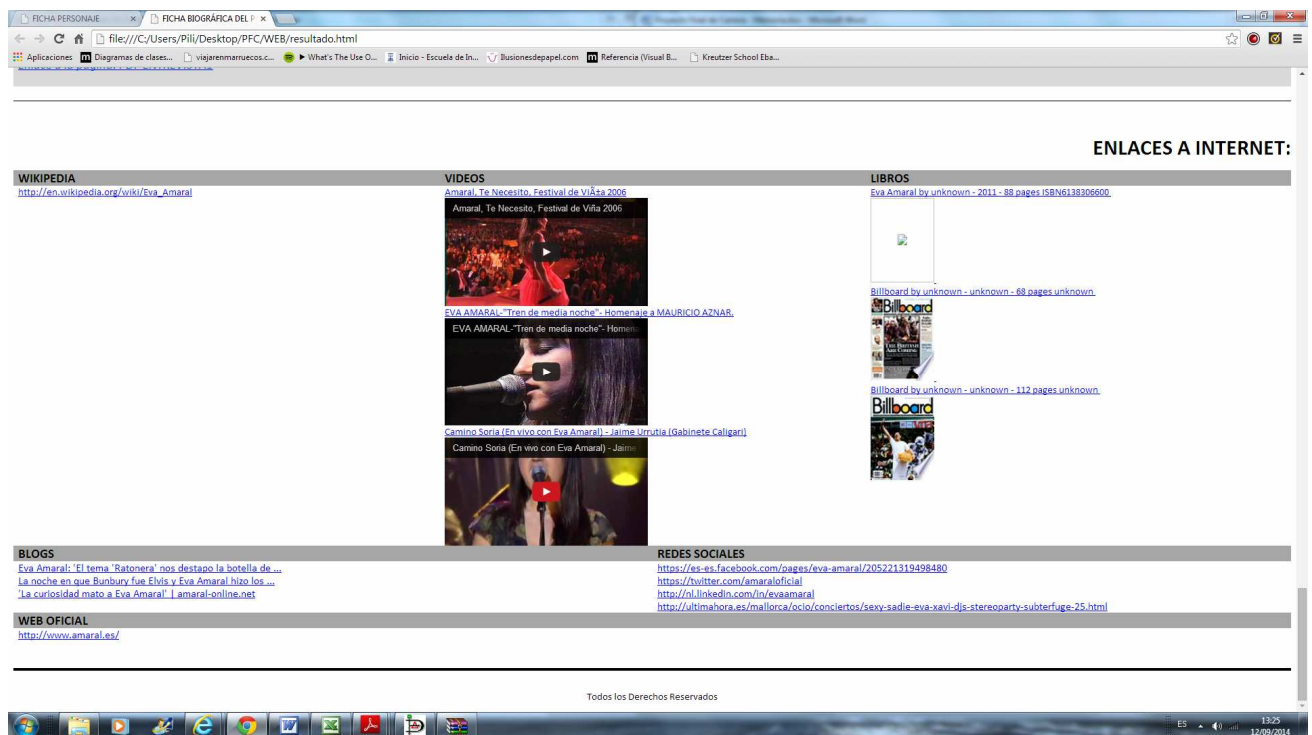 FICHA PERSONAJE
FICHA BIOGRÁFICA DEL P
file:///C:/Users/Pili/Desktop/PFC/WEB/resultado.html
Aplicaciones Diagramas de clases... viajarenmarruecos.c... ► What's The Use O... Inicio - Escuela de In... Ilusionesdepapel.com Referencia (Visual B... Kreutzer School Eba...
ENLACES A INTERNET:
WIKIPEDIA
http://en.wikipedia.org/wiki/Eva_Amaral
VIDEOS
Amaral, Te Necesito, Festival de ViÃ±a 2006
Amaral, Te Necesito, Festival de Viña 2006
EVA AMARAL-"Tren de media noche"- Homenaje a MAURICIO AZNAR.
EVA AMARAL-"Tren de media noche"- Homena
Camino Soria (En vivo con Eva Amaral) - Jaime Urrutia (Gabinete Caligari)
Camino Soria (En vivo con Eva Amaral) - Jaime
LIBROS
Eva Amaral by unknown - 2011 - 88 pages ISBN6138306600
Billboard by unknown - unknown - 68 pages unknown
Billboard
Billboard by unknown - unknown - 112 pages unknown
Billboard
BLOGS
Eva Amaral: 'El tema 'Ratonera' nos destapo la botella de ...
La noche en que Bunbury fue Elvis y Eva Amaral hizo los ...
'La curiosidad mato a Eva Amaral' | amaral-online.net
REDES SOCIALES
https://es-es.facebook.com/pages/eva-amaral/205221319498480
https://twitter.com/amaraloficial
http://nl.linkedin.com/in/evaamaral
http://ultimahora.es/mallorca/ocio/conciertos/sexy-sadie-eva-xavi-djs-stereoparty-subterfuge-25.html
WEB OFICIAL
http://www.amaral.es/
Todos los Derechos Reservados
ES
13:25
12/09/2014